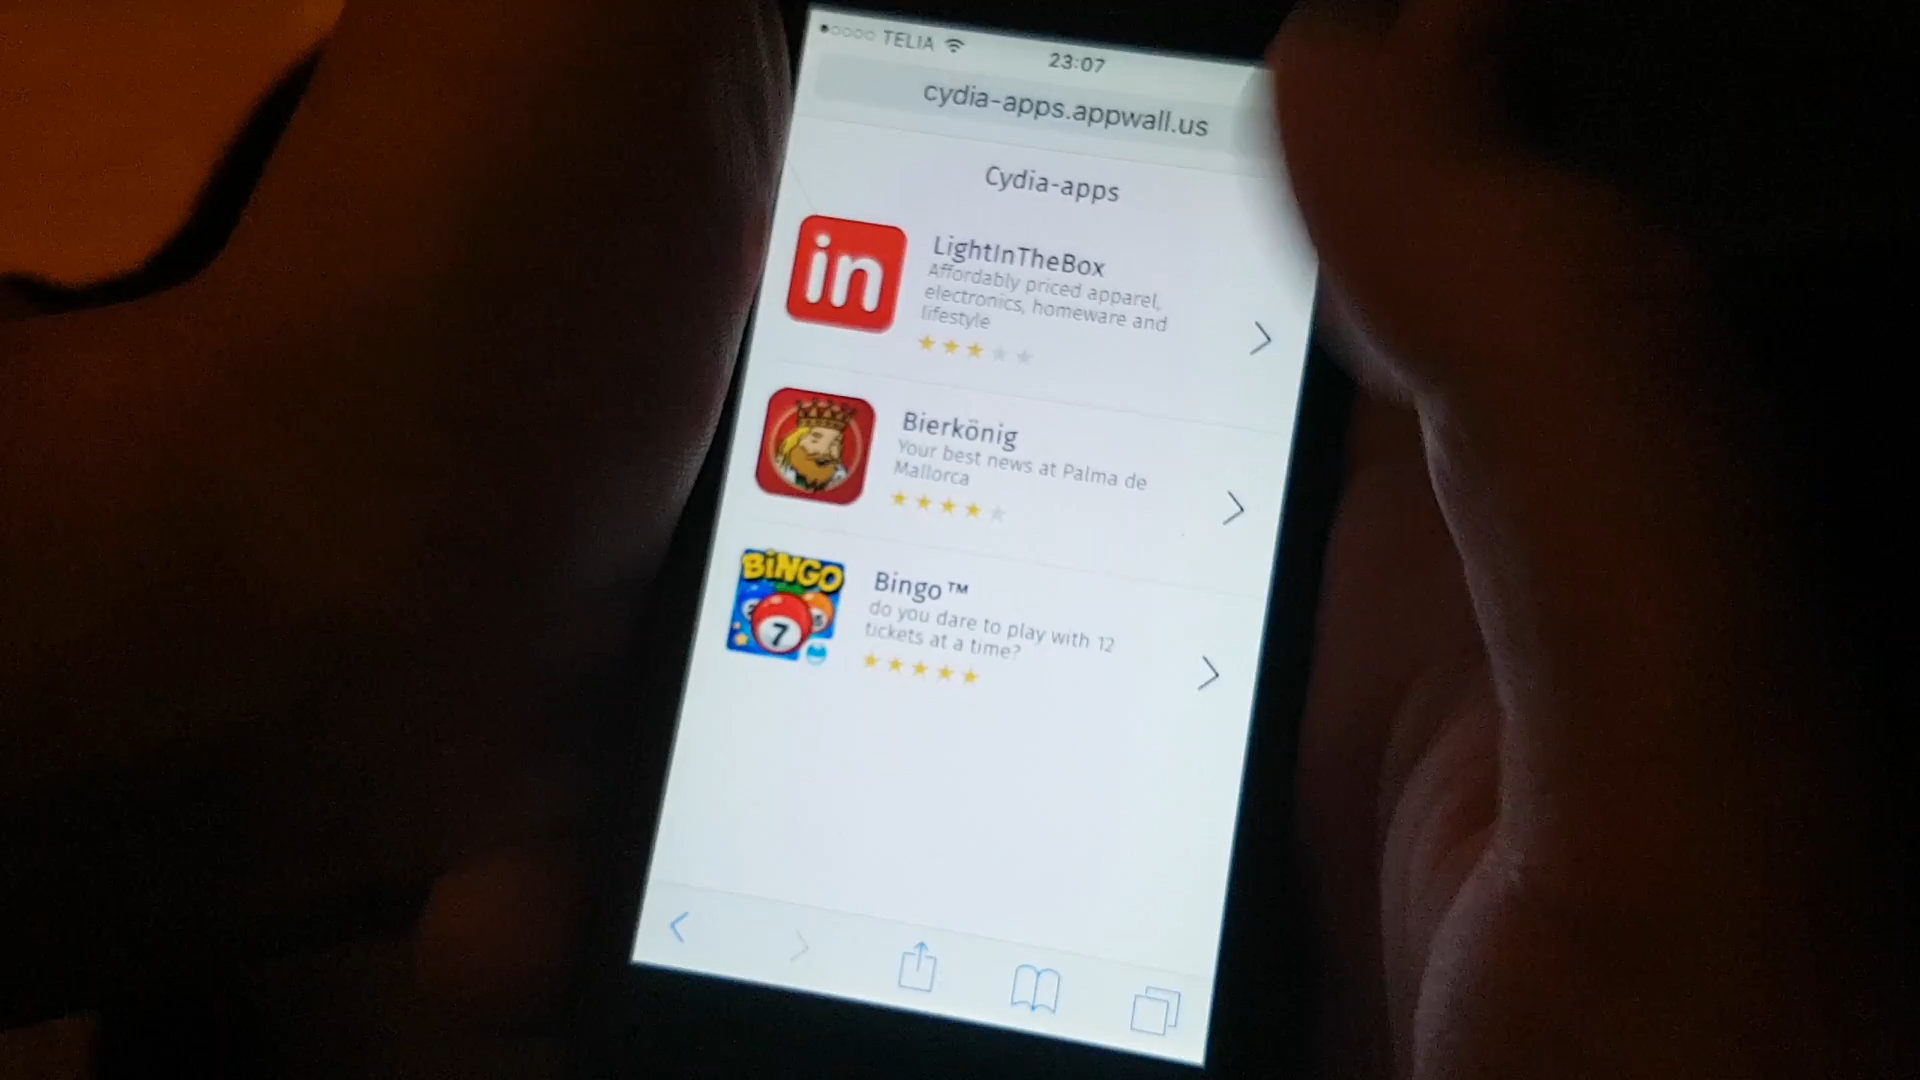 TELIA
23:07
cydia-apps.appwall.us
Cydia-apps
in
LightInTheBox
Affordably priced apparel,
electronics, homeware and
lifestyle
Bierkönig
Your best news at Palma de
Mallorca
BiNGO
7
Bingo™
do you dare to play with 12
tickets at a time?